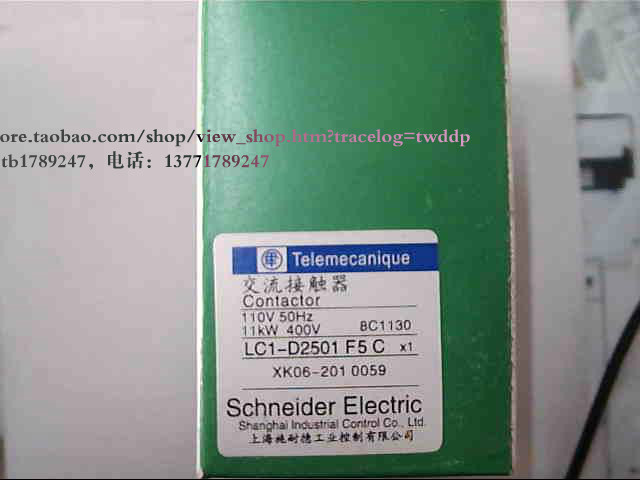 ore.taobao.com/shop/view_shop.htm?tracelog=twddp
tb1789247，电话：13771789247
Telemecanique
交流接触器
Contactor
110V 50Hz
11kW 400V 8C1130
LC1-D2501 F5 C x1
XK06-201 0059
Schneider Electric
Shanghai Industrial Control Co., Ltd.
上海施耐德工业控制有限公司